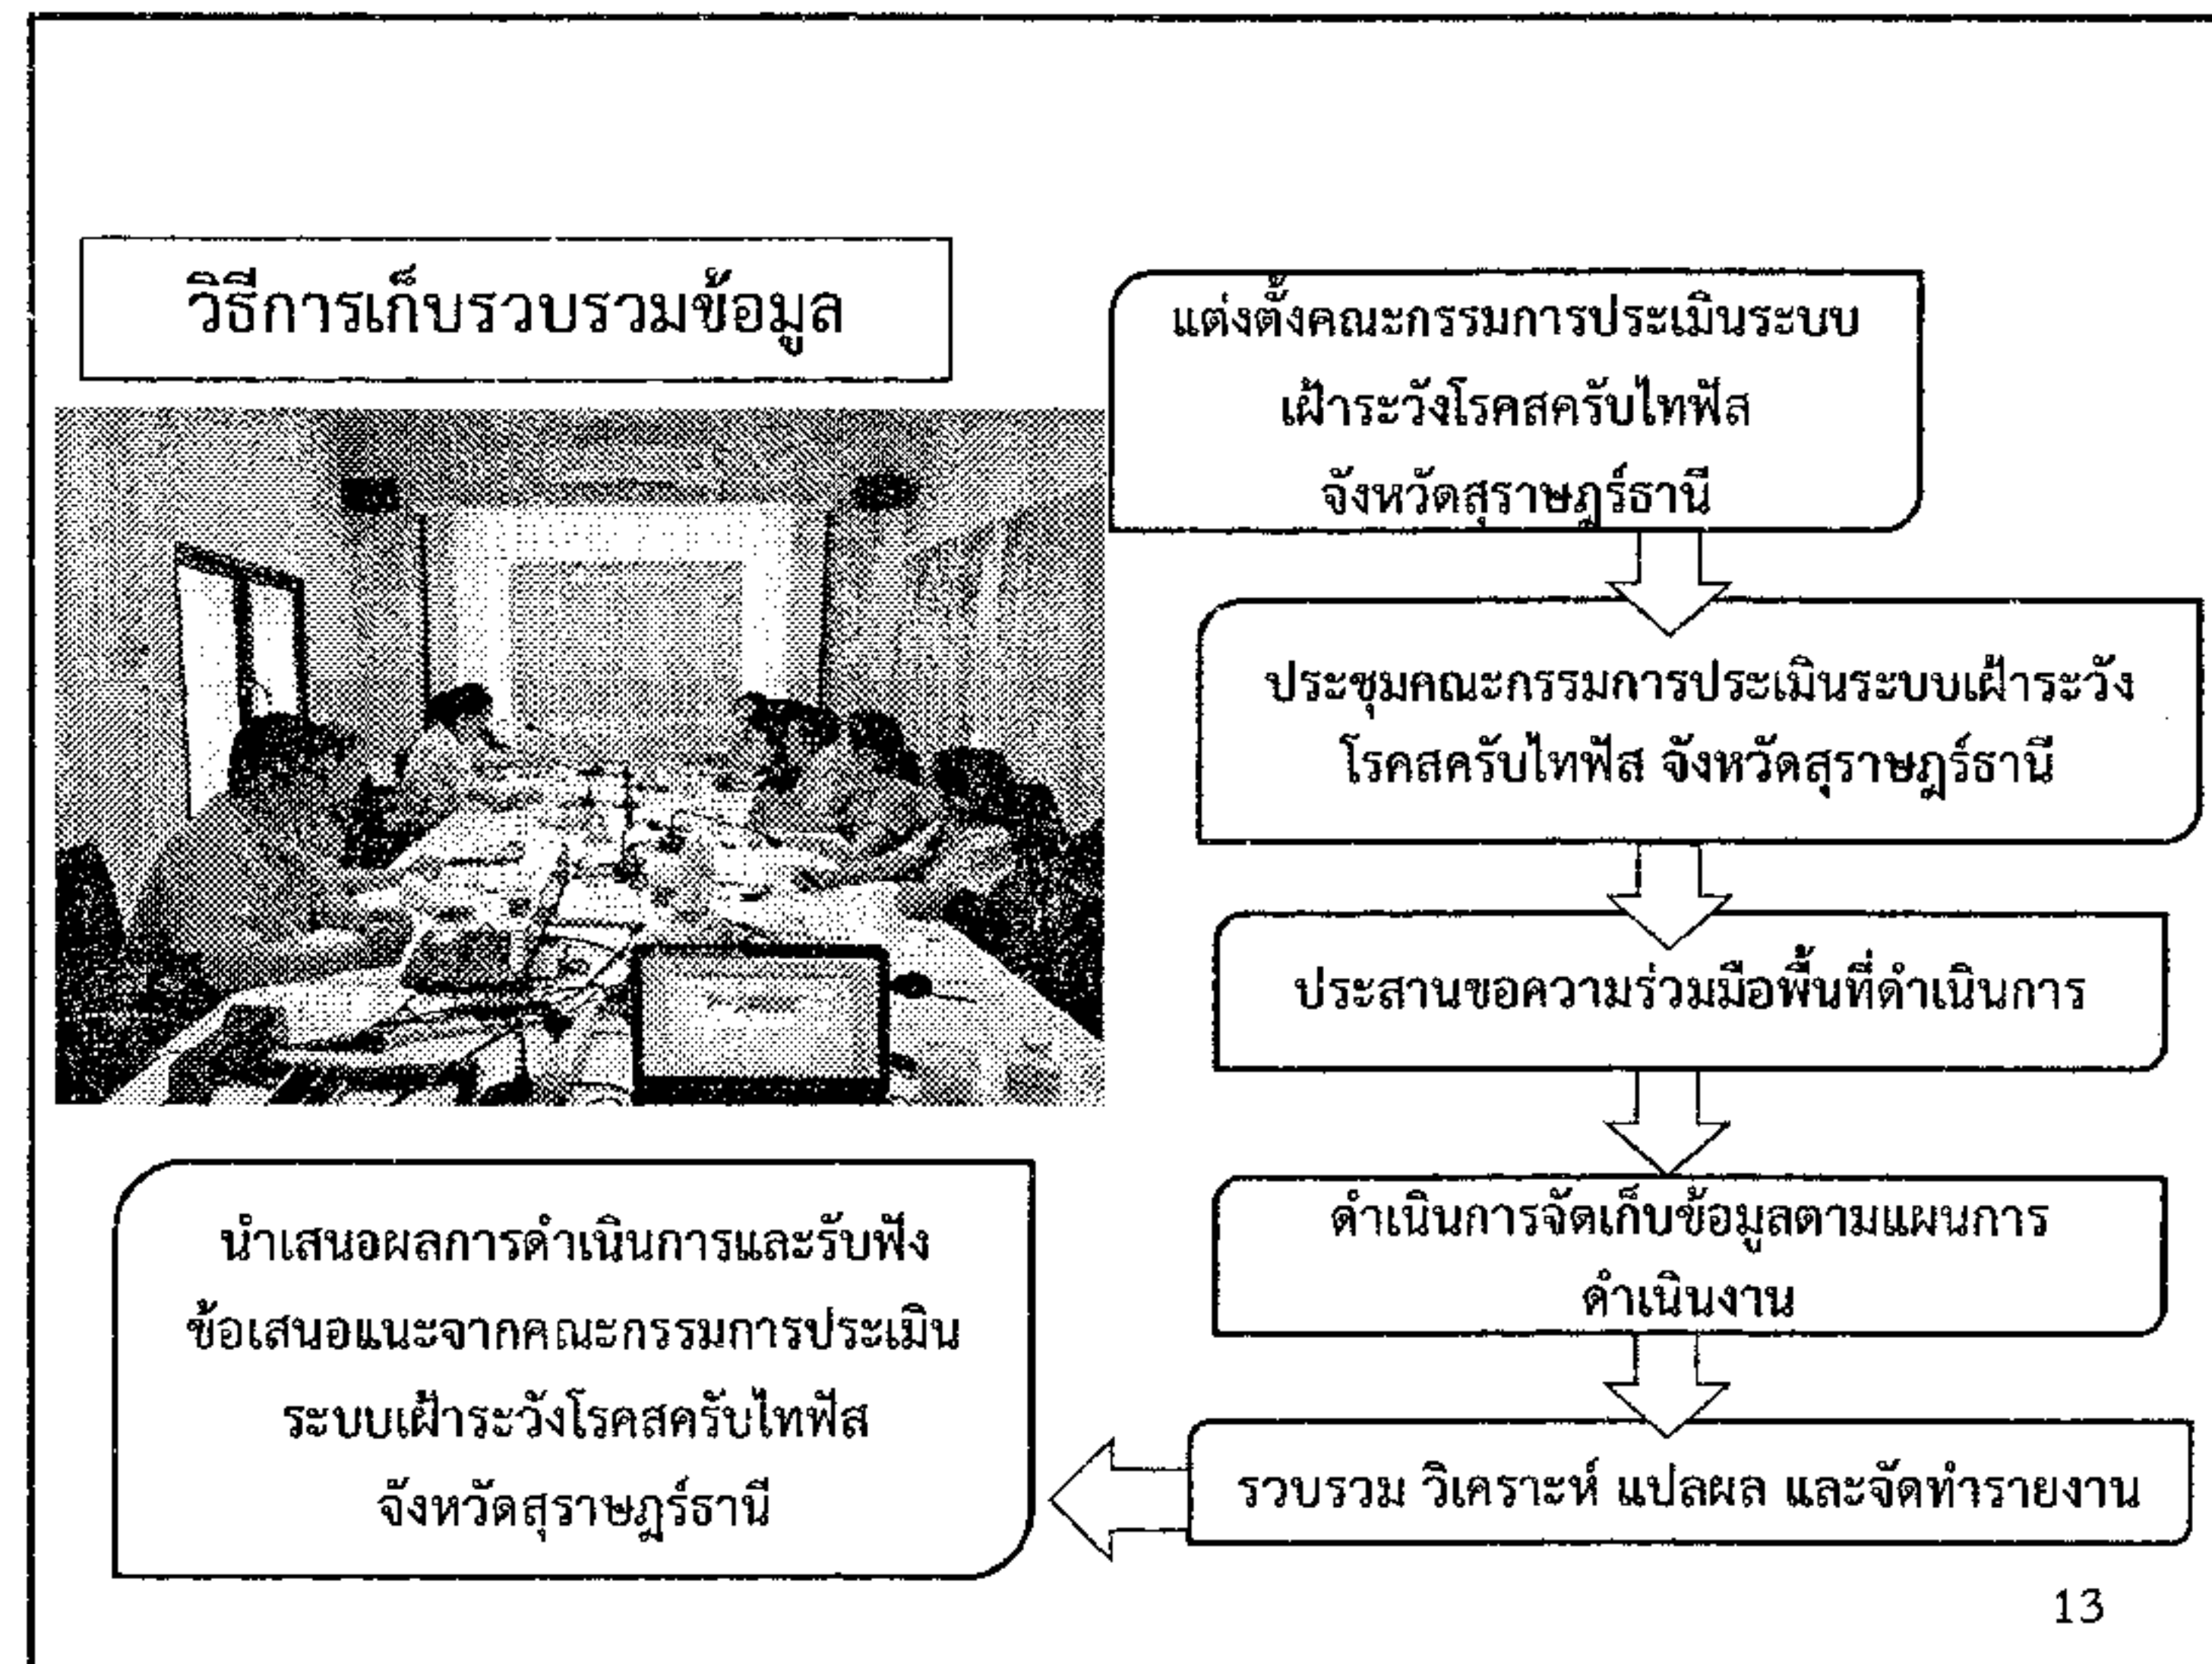 วิธีการเก็บรวบรวมข้อมูล
แต่งตั้งคณะกรรมการประเมินระบบ
เฝ้าระวังโรคสครับไทฟัส
จังหวัดสุราษฎร์ธานี
ประชุมคณะกรรมการประเมินระบบเฝ้าระวัง
โรคสครับไทฟัส จังหวัดสุราษฎร์ธานี
ประสานขอความร่วมมือพื้นที่ดำเนินการ
ดำเนินการจัดเก็บข้อมูลตามแผนการ
ดำเนินงาน
รวบรวม วิเคราะห์ แปลผล และจัดทำรายงาน
นำเสนอผลการดำเนินการและรับฟัง
ข้อเสนอแนะจากคณะกรรมการประเมิน
ระบบเฝ้าระวังโรคสครับไทฟัส
จังหวัดสุราษฎร์ธานี
13